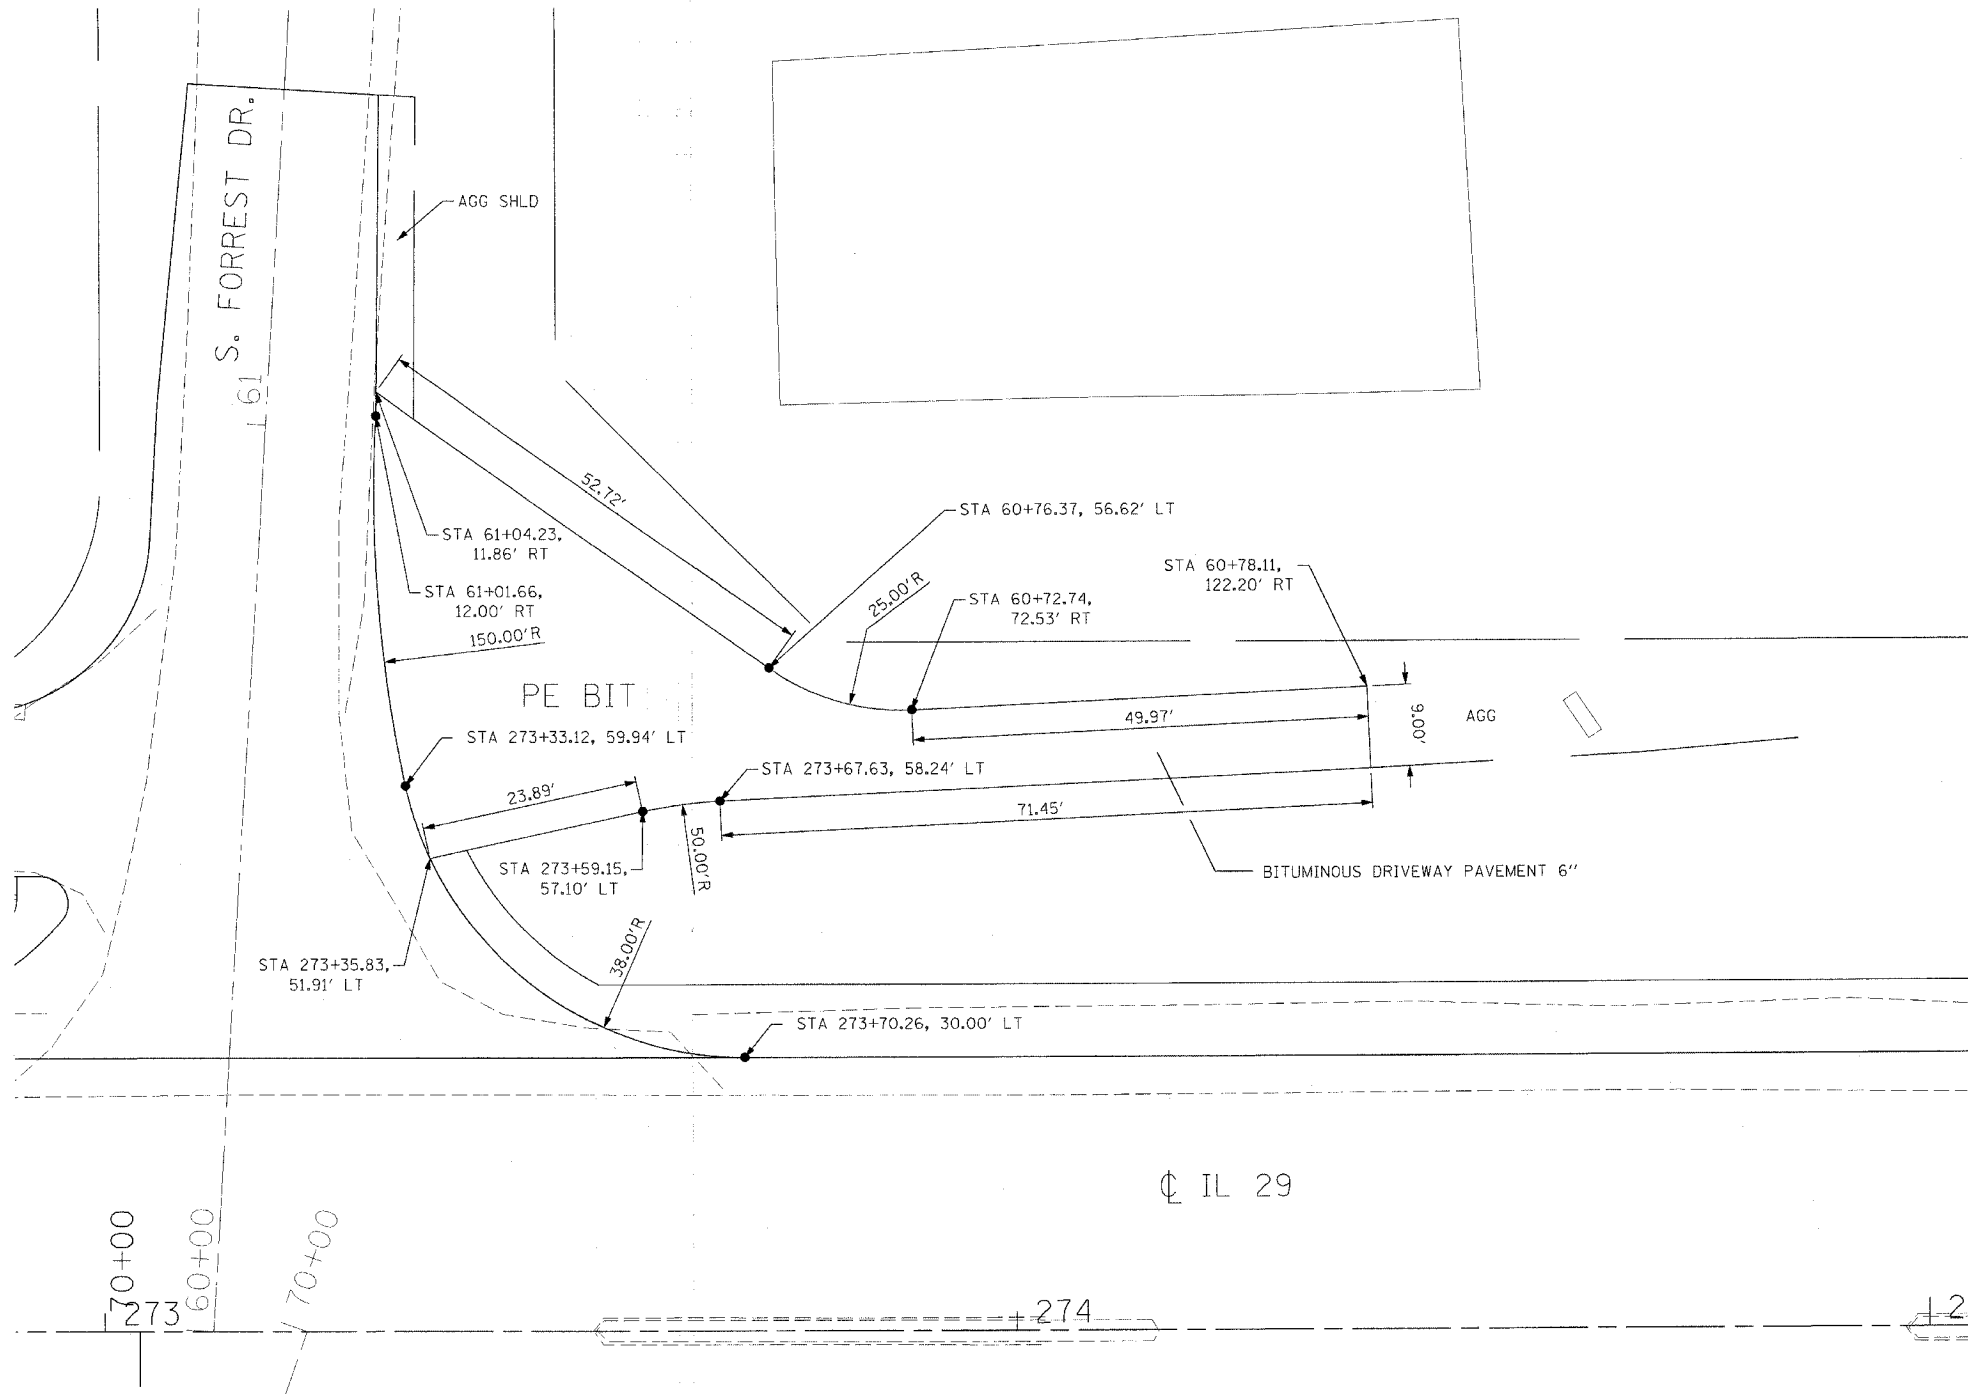 S. FORREST DR.
61
AGG SHLD
52.72'
STA 61+04.23,
11.86' RT
STA 61+01.66,
12.00' RT
150.00'R
STA 60+76.37, 56.62' LT
25.00'R
STA 60+72.74,
72.53' RT
STA 60+78.11,
122.20' RT
PE BIT
49.97'
9.00'
AGG
STA 273+33.12, 59.94' LT
STA 273+67.63, 58.24' LT
23.89'
71.45'
50.00'R
STA 273+59.15,
57.10' LT
BITUMINOUS DRIVEWAY PAVEMENT 6"
38.00'R
STA 273+35.83,
51.91' LT
STA 273+70.26, 30.00' LT
℄ IL 29
70+00
60+00
70+00
273
274
2